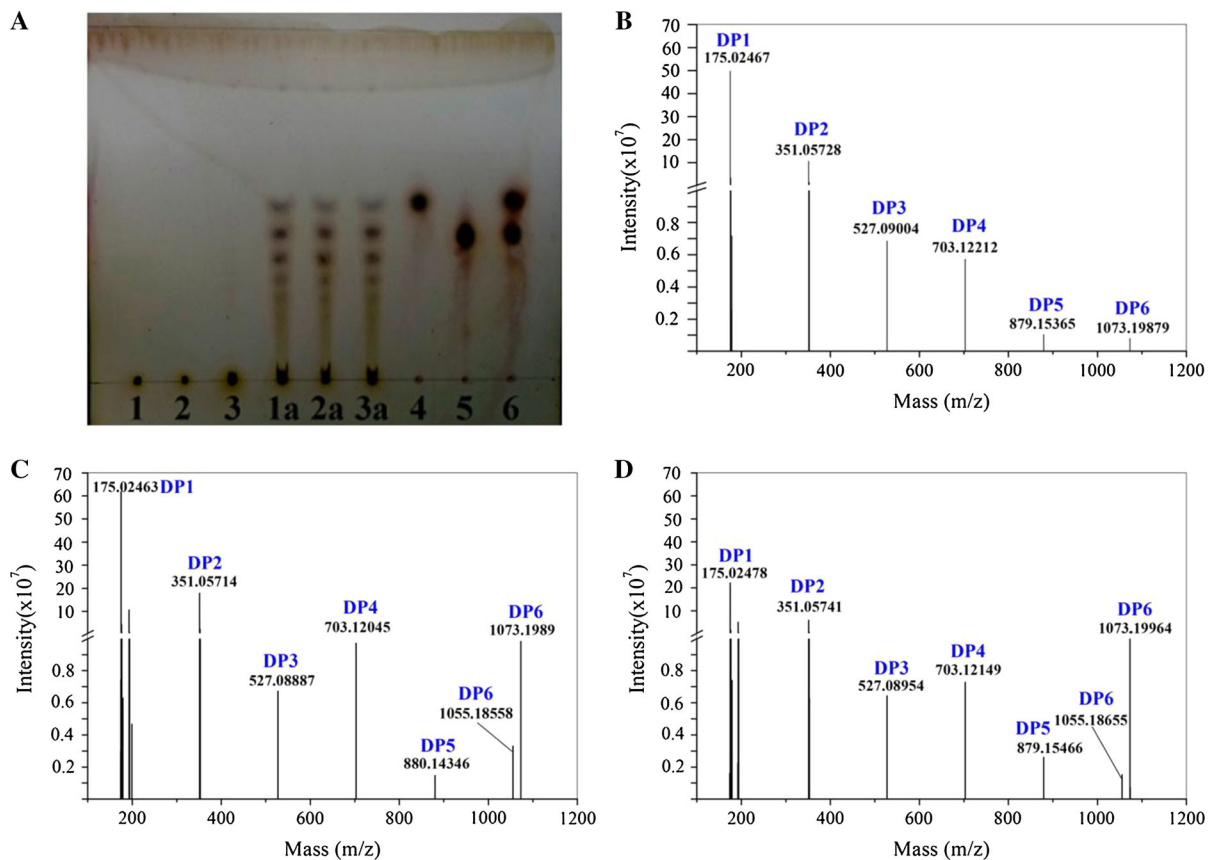 A
1 2 3 1a 2a 3a 4 5 6
B
Intensity(x10⁷)
70
60
50
40
30
20
10
0.8
0.6
0.4
0.2
DP1
175.02467
DP2
351.05728
DP3
527.09004
DP4
703.12212
DP5
879.15365
DP6
1073.19879
200 400 600 800 1000 1200
Mass (m/z)
C
Intensity(x10⁷)
70
60
50
40
30
20
10
0.8
0.6
0.4
0.2
175.02463 DP1
DP2
351.05714
DP3
527.08887
DP4
703.12045
DP5
880.14346
DP6
1055.18558
DP6
1073.1989
200 400 600 800 1000 1200
Mass (m/z)
D
Intensity(x10⁷)
70
60
50
40
30
20
10
0.8
0.6
0.4
0.2
DP1
175.02478
DP2
351.05741
DP3
527.08954
DP4
703.12149
DP5
879.15466
DP6
1055.18655
DP6
1073.19964
200 400 600 800 1000 1200
Mass (m/z)